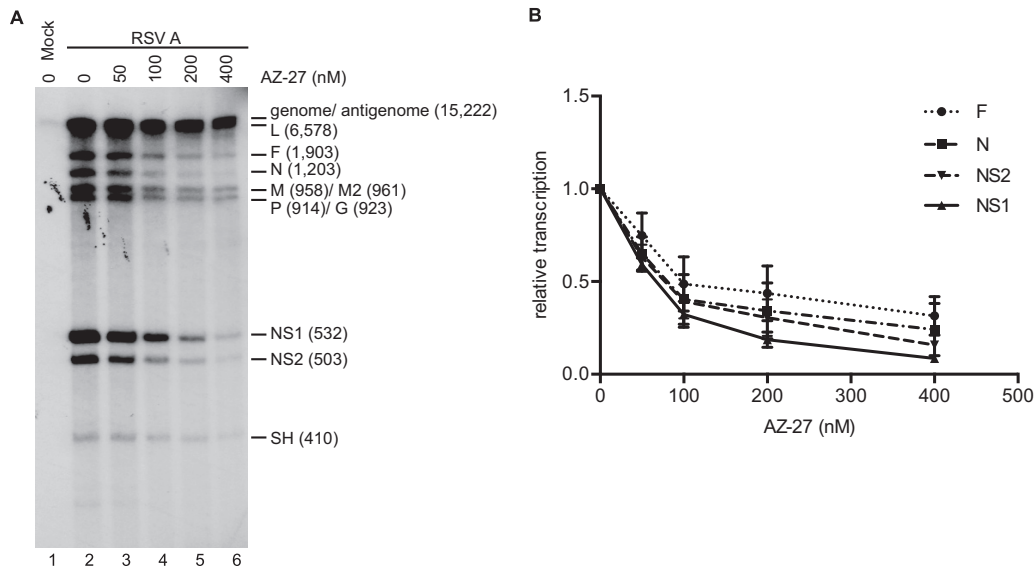 A
B
Mock
RSV A
0
0
50
100
200
400
AZ-27 (nM)
genome/ antigenome (15,222)
L (6,578)
F (1,903)
N (1,203)
M (958)/ M2 (961)
P (914)/ G (923)
NS1 (532)
NS2 (503)
SH (410)
1 2 3 4 5 6
1.5
1.0
0.5
0.0
relative transcription
0 100 200 300 400 500
AZ-27 (nM)
F
N
NS2
NS1